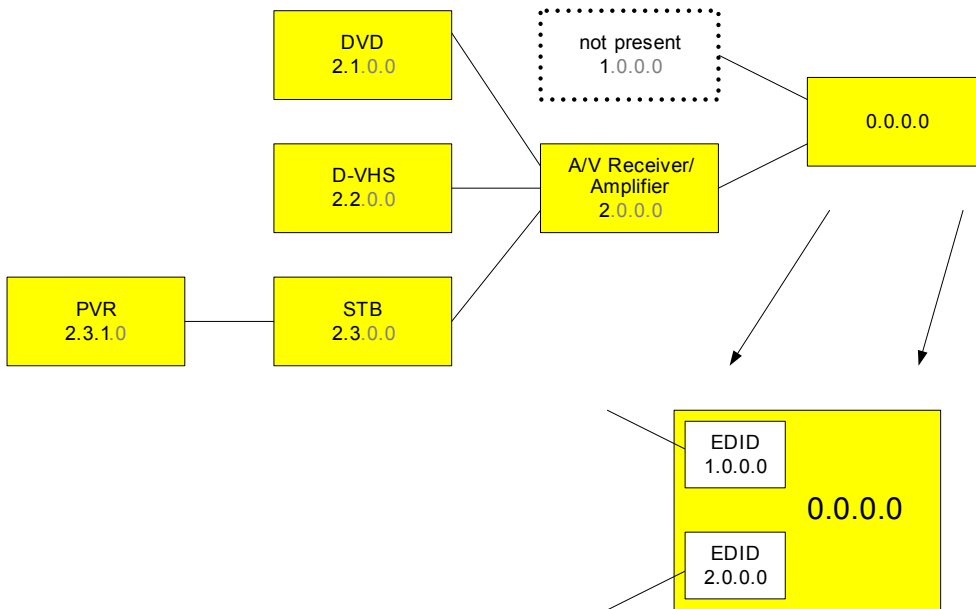 DVD
2.1.0.0
not present
1.0.0.0
0.0.0.0
D-VHS
2.2.0.0
A/V Receiver/
Amplifier
2.0.0.0
PVR
2.3.1.0
STB
2.3.0.0
EDID
1.0.0.0
0.0.0.0
EDID
2.0.0.0